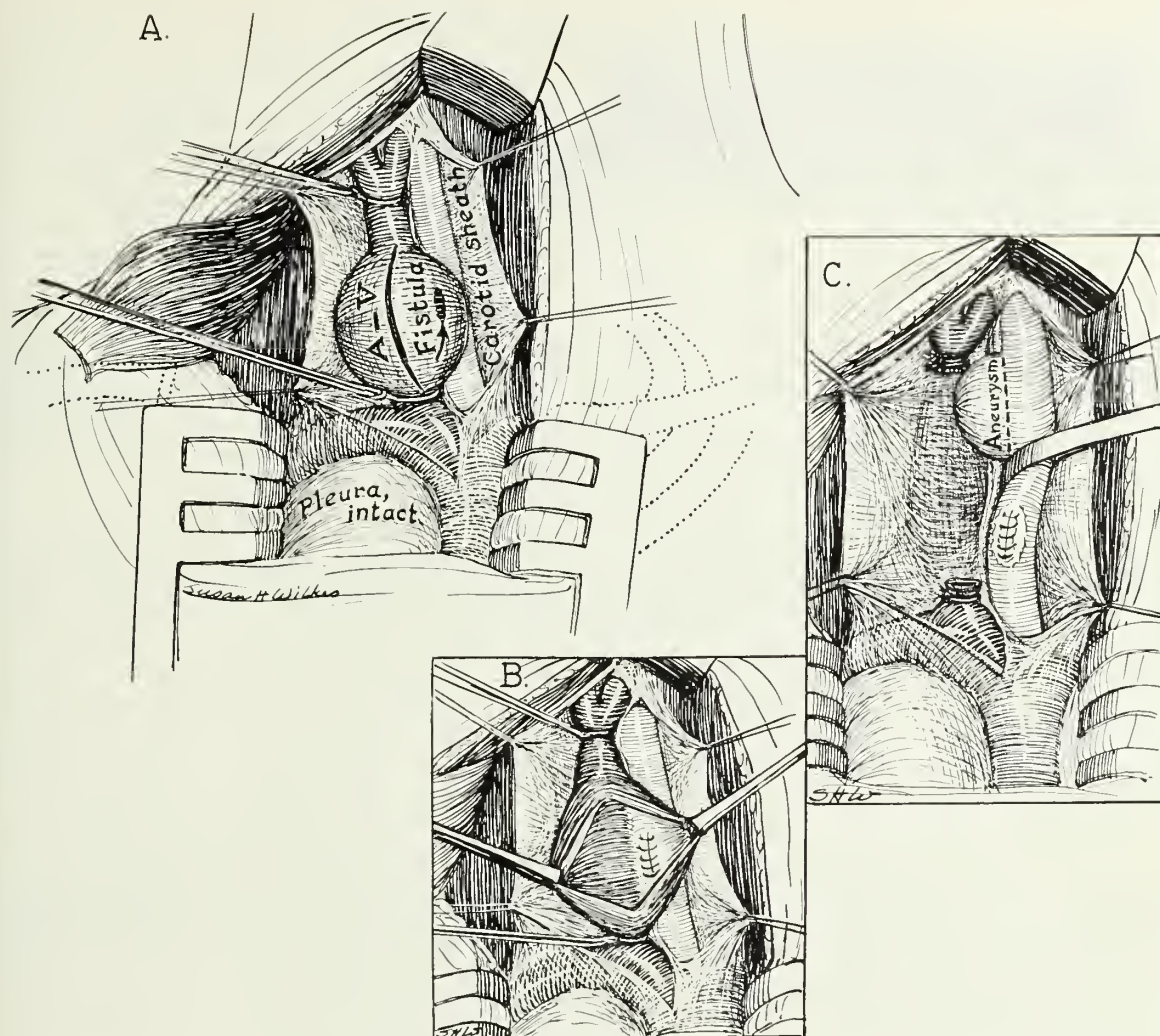 A.
A-V
Fistula
Carotid sheath
Pleura,
intact.
Susan H Wilkes
B.
SHW
C.
Aneurysm
SHW